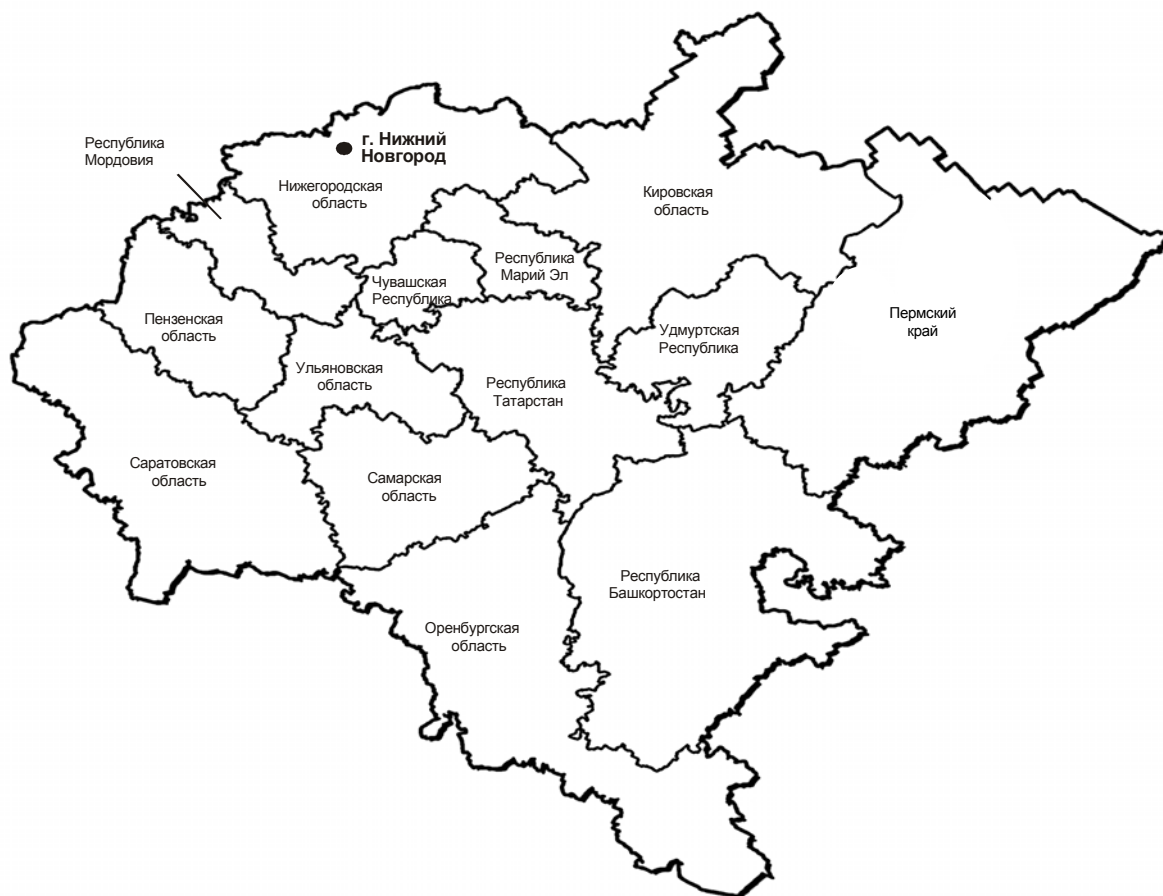 г. Нижний
Новгород
Республика
Мордовия
Нижегородская
область
Кировская
область
Республика
Марий Эл
Чувашская
Республика
Пензенская
область
Пермский
край
Удмуртская
Республика
Ульяновская
область
Республика
Татарстан
Саратовская
область
Самарская
область
Республика
Башкортостан
Оренбургская
область